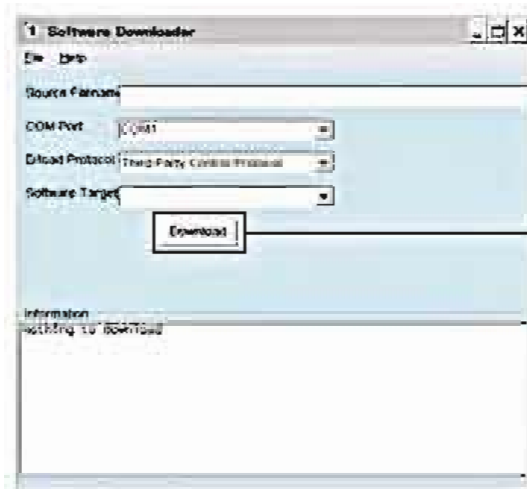 Software Downloader
File Help
Source Filename
COM Port COM1
Protocol Third Party Control Protocol
Software Target
Download
Information
nothing to download